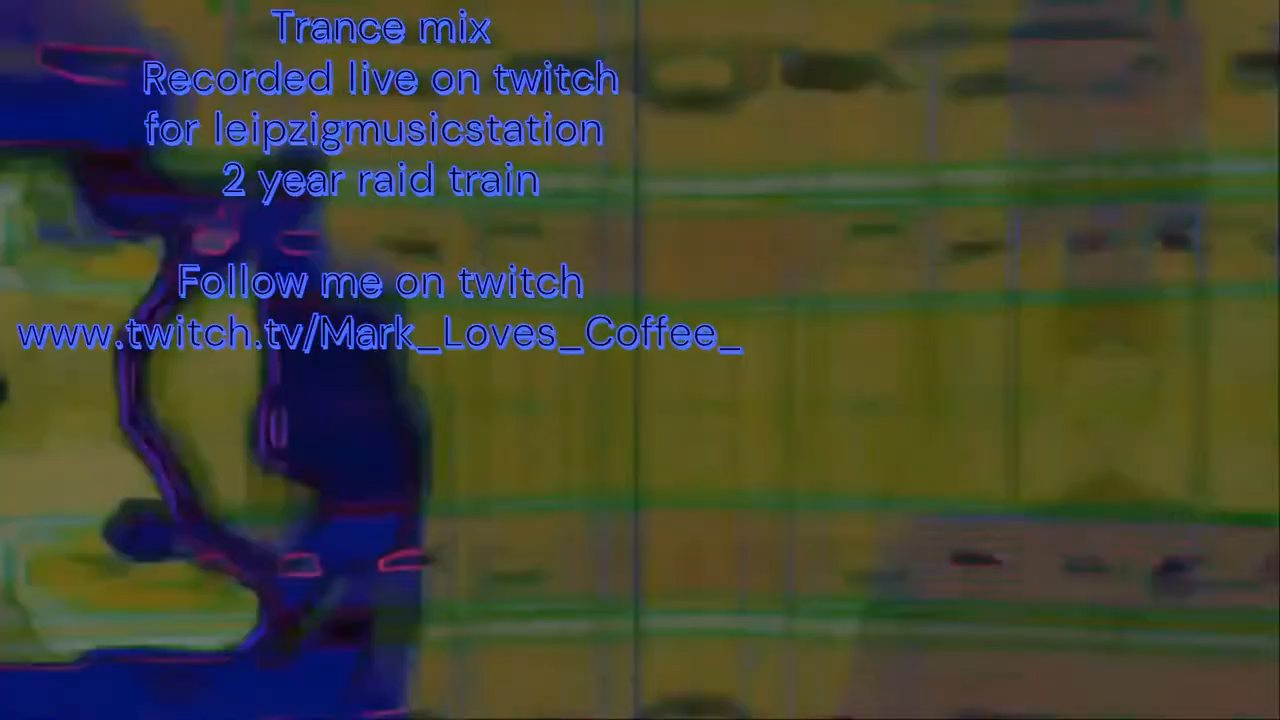 Trance mix
Recorded live on twitch
for leipzigmusicstation
2 year raid train
Follow me on twitch
www.twitch.tv/Mark_Loves_Coffee_